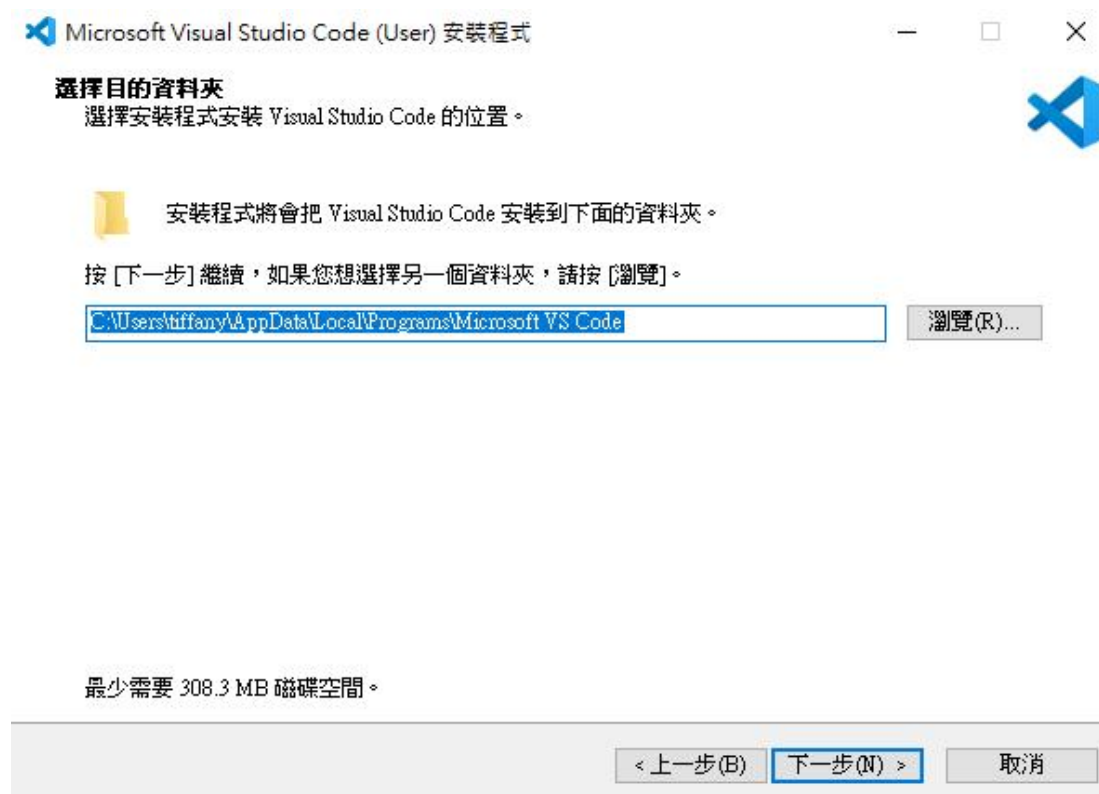 Microsoft Visual Studio Code (User) 安裝程式
選擇目的資料夾
選擇安裝程式安裝 Visual Studio Code 的位置。
安裝程式將會把 Visual Studio Code 安裝到下面的資料夾。
按 [下一步] 繼續，如果您想選擇另一個資料夾，請按 [瀏覽]。
C:\Users\tiffany\AppData\Local\Programs\Microsoft VS Code
瀏覽(R)...
最少需要 308.3 MB 磁碟空間。
< 上一步(B) 下一步(N) > 取消